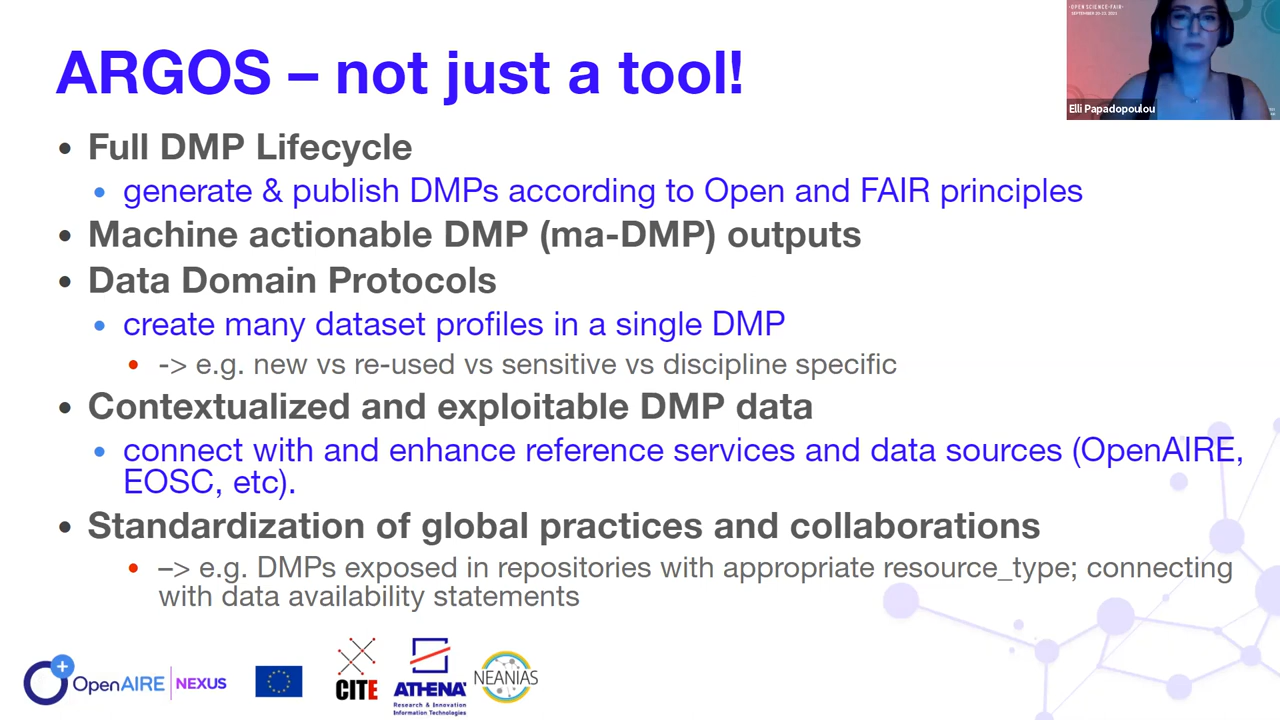 ARGOS – not just a tool!
·OPEN SCIENCE·FAIR·
Elli Papadopoulou
• Full DMP Lifecycle
• generate & publish DMPs according to Open and FAIR principles
• Machine actionable DMP (ma-DMP) outputs
• Data Domain Protocols
• create many dataset profiles in a single DMP
• -> e.g. new vs re-used vs sensitive vs discipline specific
• Contextualized and exploitable DMP data
• connect with and enhance reference services and data sources (OpenAIRE,
EOSC, etc).
• Standardization of global practices and collaborations
• –> e.g. DMPs exposed in repositories with appropriate resource_type; connecting
with data availability statements
OpenAIRE | NEXUS
CITE
ATHENA
Research & Innovation
Information Technologies
NEANIAS